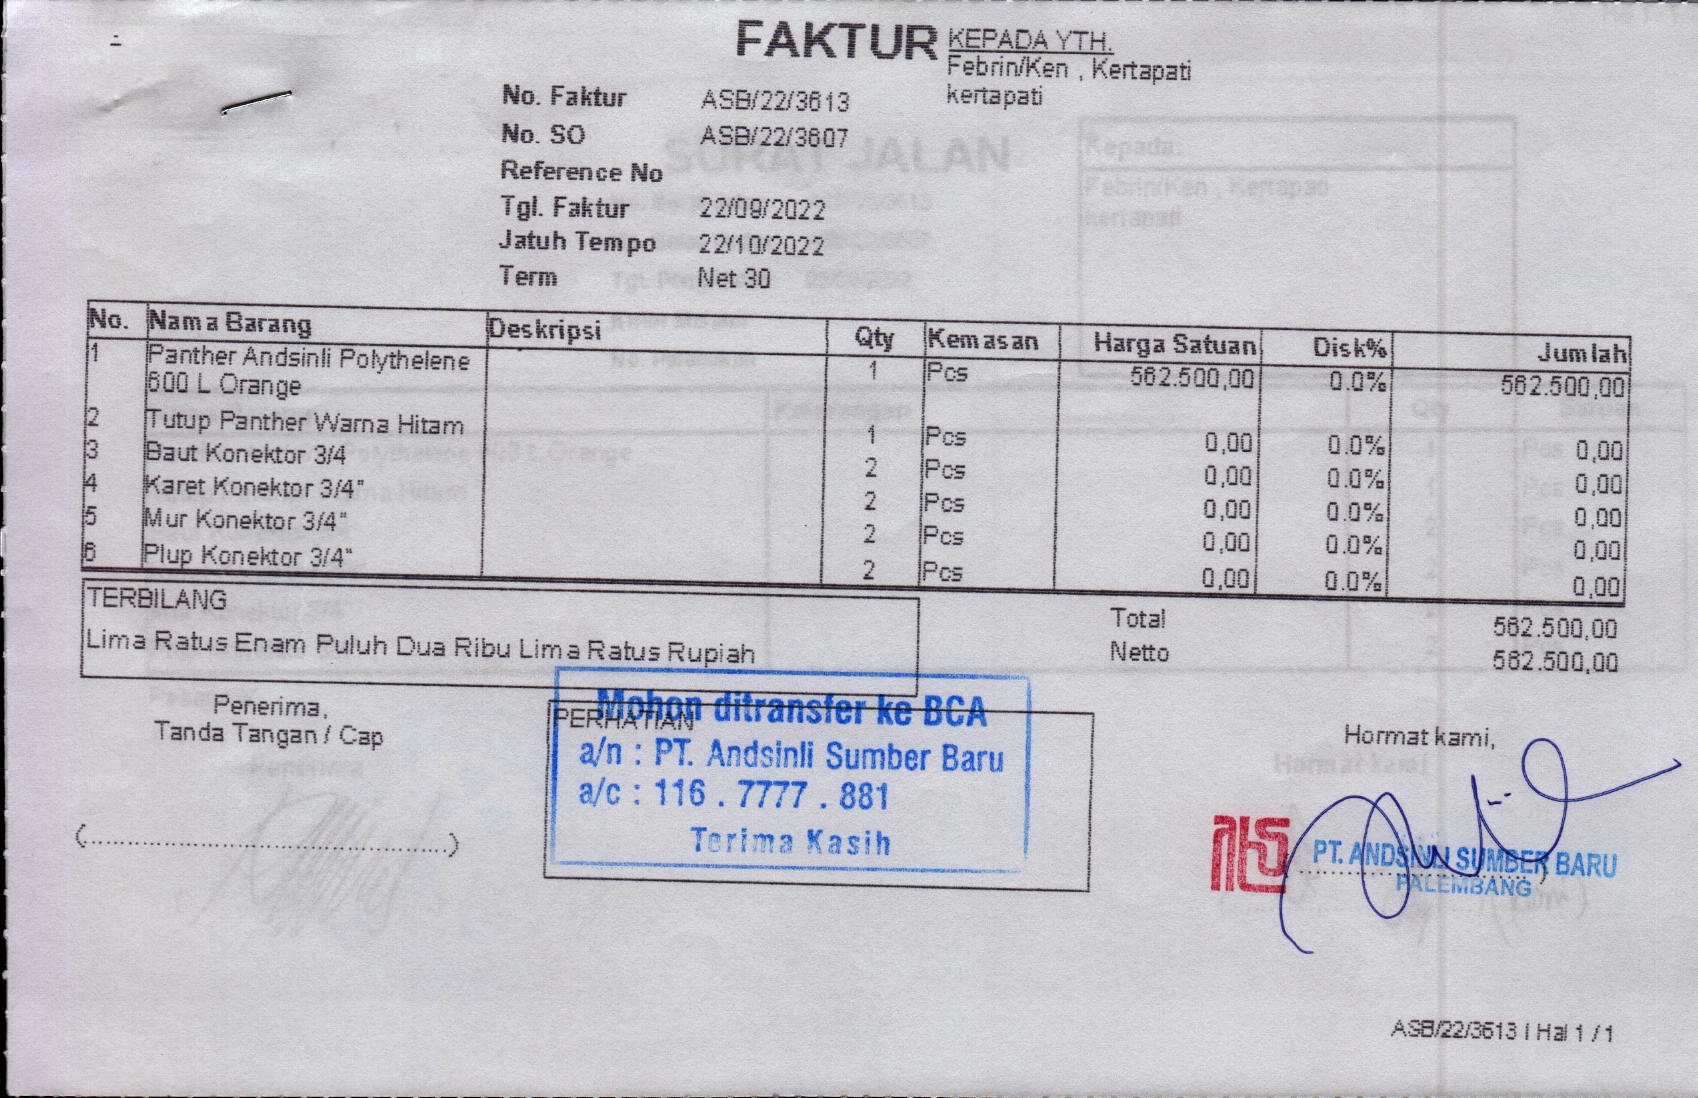 FAKTUR
KEPADA YTH.
Febrin/Ken , Kertapati
kertapati
No. Faktur ASB/22/3613
No. SO ASB/22/3607
Reference No
Tgl. Faktur 22/09/2022
Jatuh Tempo 22/10/2022
Term Net 30
SURAT JALAN
Kepada:
Febrin/Ken , Kertapati
kertapati
No. Nama Barang Deskripsi Qty Kemasan Harga Satuan Disk% Jumlah
1 Panther Andsinli Polythelene 1 Pcs 562.500,00 0.0% 562.500,00
600 L Orange
2 Tutup Panther Warna Hitam 1 Pcs 0,00 0.0% 0,00
3 Baut Konektor 3/4 2 Pcs 0,00 0.0% 0,00
4 Karet Konektor 3/4" 2 Pcs 0,00 0.0% 0,00
5 Mur Konektor 3/4" 2 Pcs 0,00 0.0% 0,00
6 Plup Konektor 3/4" 2 Pcs 0,00 0.0% 0,00
TERBILANG
Lima Ratus Enam Puluh Dua Ribu Lima Ratus Rupiah
Total 562.500,00
Netto 562.500,00
Penerima,
Tanda Tangan / Cap
(..................................................)
PERHATIAN
Mohon ditransfer ke BCA
a/n : PT. Andsinli Sumber Baru
a/c : 116 . 7777 . 881
Terima Kasih
Hormat kami,
PT. ANDSINLI SUMBER BARU
PALEMBANG
ASB/22/3613 | Hal 1 / 1